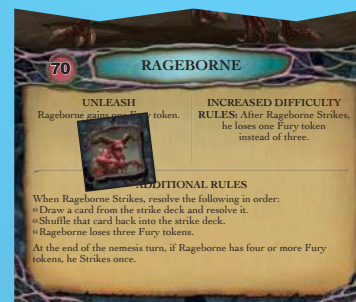 70
RAGEBORNE
UNLEASH
Rageborne gains one Fury token.
INCREASED DIFFICULTY
RULES: After Rageborne Strikes,
he loses one Fury token
instead of three.
ADDITIONAL RULES
When Rageborne Strikes, resolve the following in order:
Draw a card from the strike deck and resolve it.
Shuffle that card back into the strike deck.
Rageborne loses three Fury tokens.
At the end of the nemesis turn, if Rageborne has four or more Fury
tokens, he Strikes once.